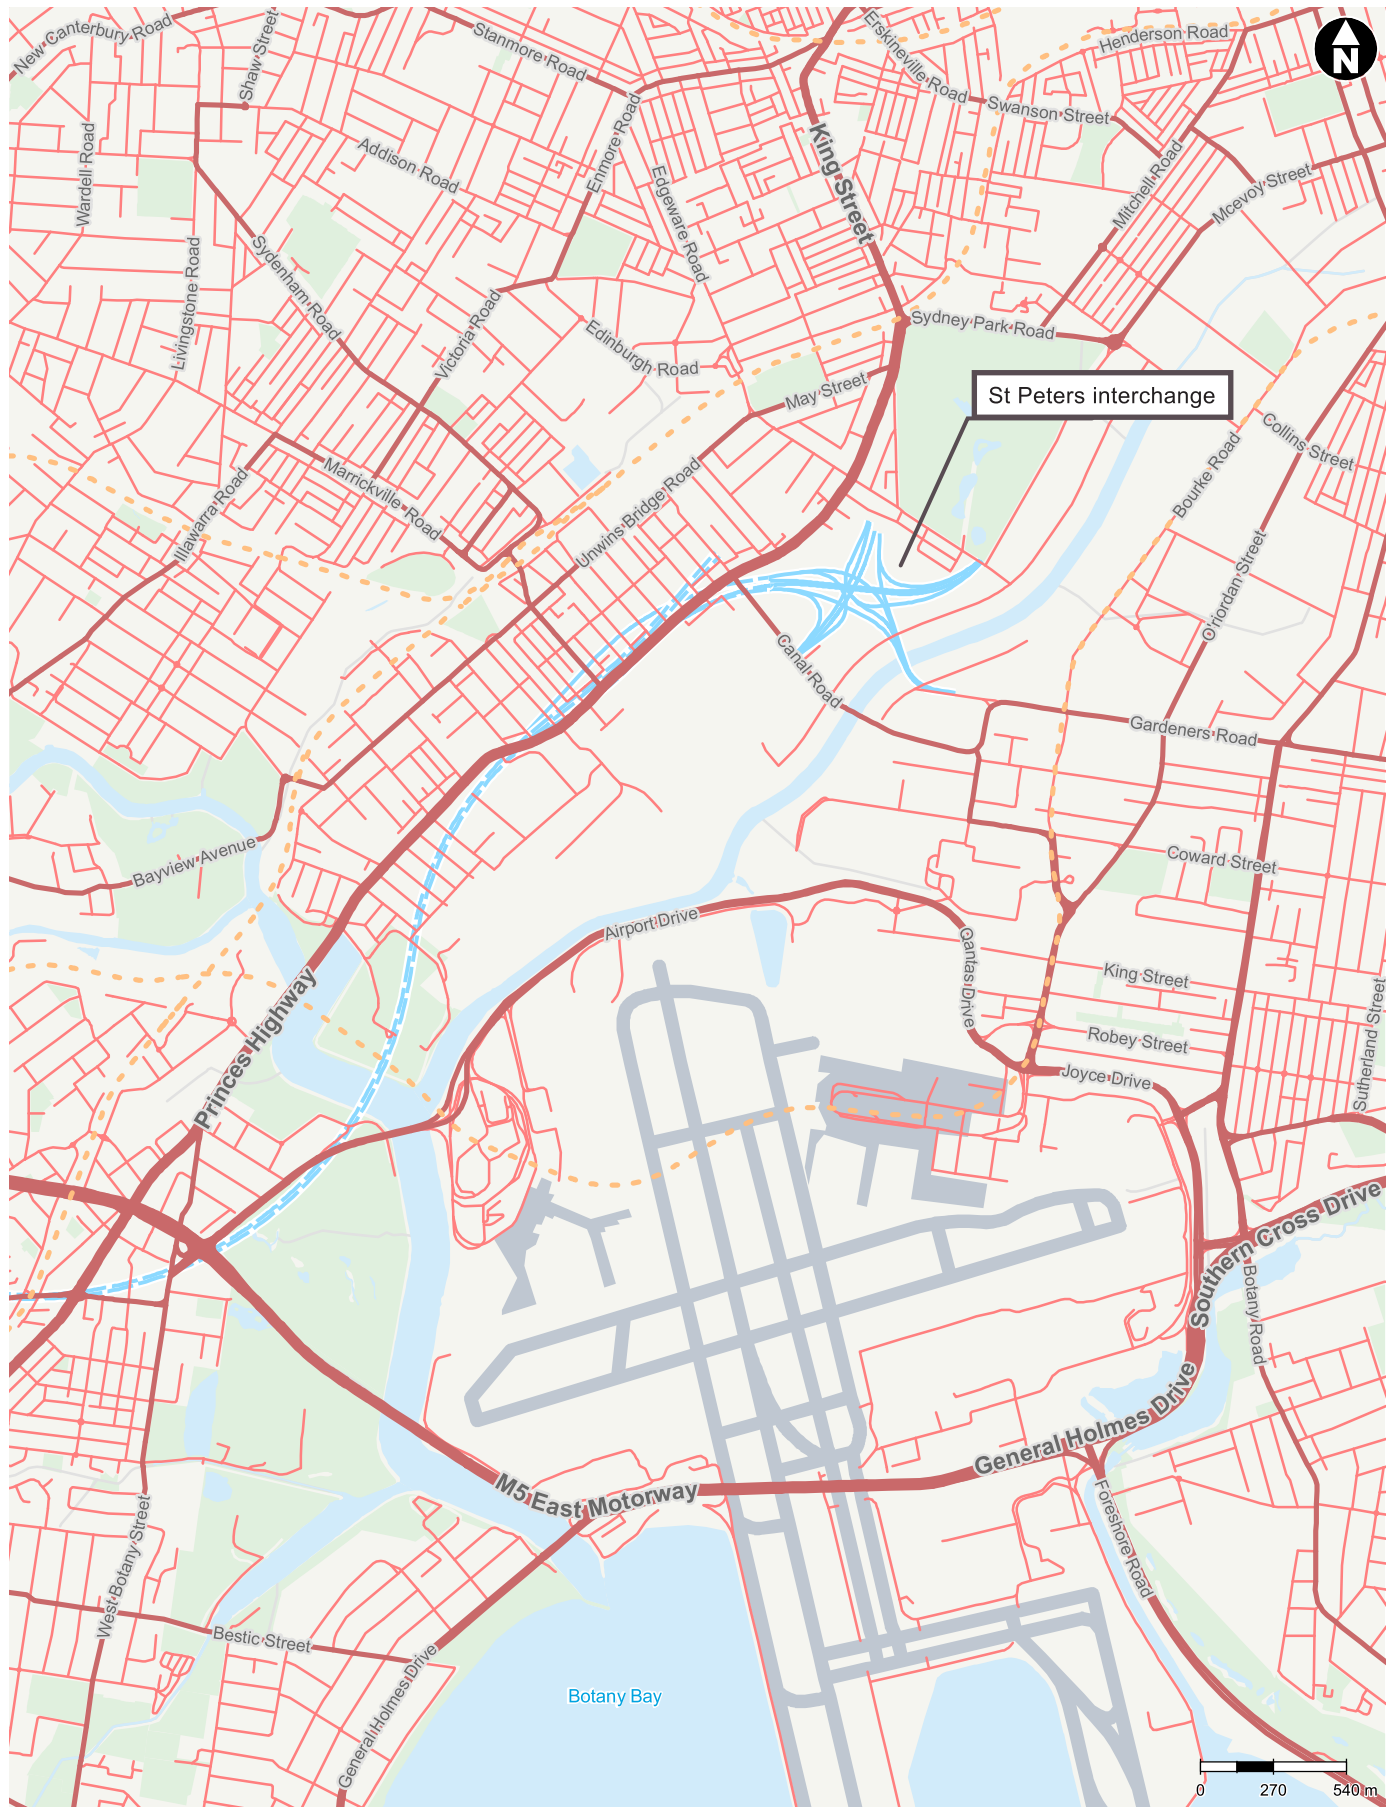 New Canterbury Road
Shaw Street
Stanmore Road
Erskineville Road
Henderson Road
N
Swanson Street
Wardell Road
Addison Road
Enmore Road
King Street
Mitchell Road
Mcevoy Street
Edgeware Road
Livingstone Road
Sydenham Road
Victoria Road
Edinburgh Road
Sydney Park Road
May Street
St Peters interchange
Collins Street
Bourke Road
Marrickville Road
Illawarra Road
Unwins Bridge Road
O'riordan Street
Canal Road
Gardeners Road
Bayview Avenue
Coward Street
Airport Drive
Qantas Drive
King Street
Princes Highway
Robey Street
Sutherland Street
Joyce Drive
Southern Cross Drive
Botany Road
General Holmes Drive
M5 East Motorway
Foreshore Road
West Botany Street
Bestic Street
General Holmes Drive
Botany Bay
0 270 540 m